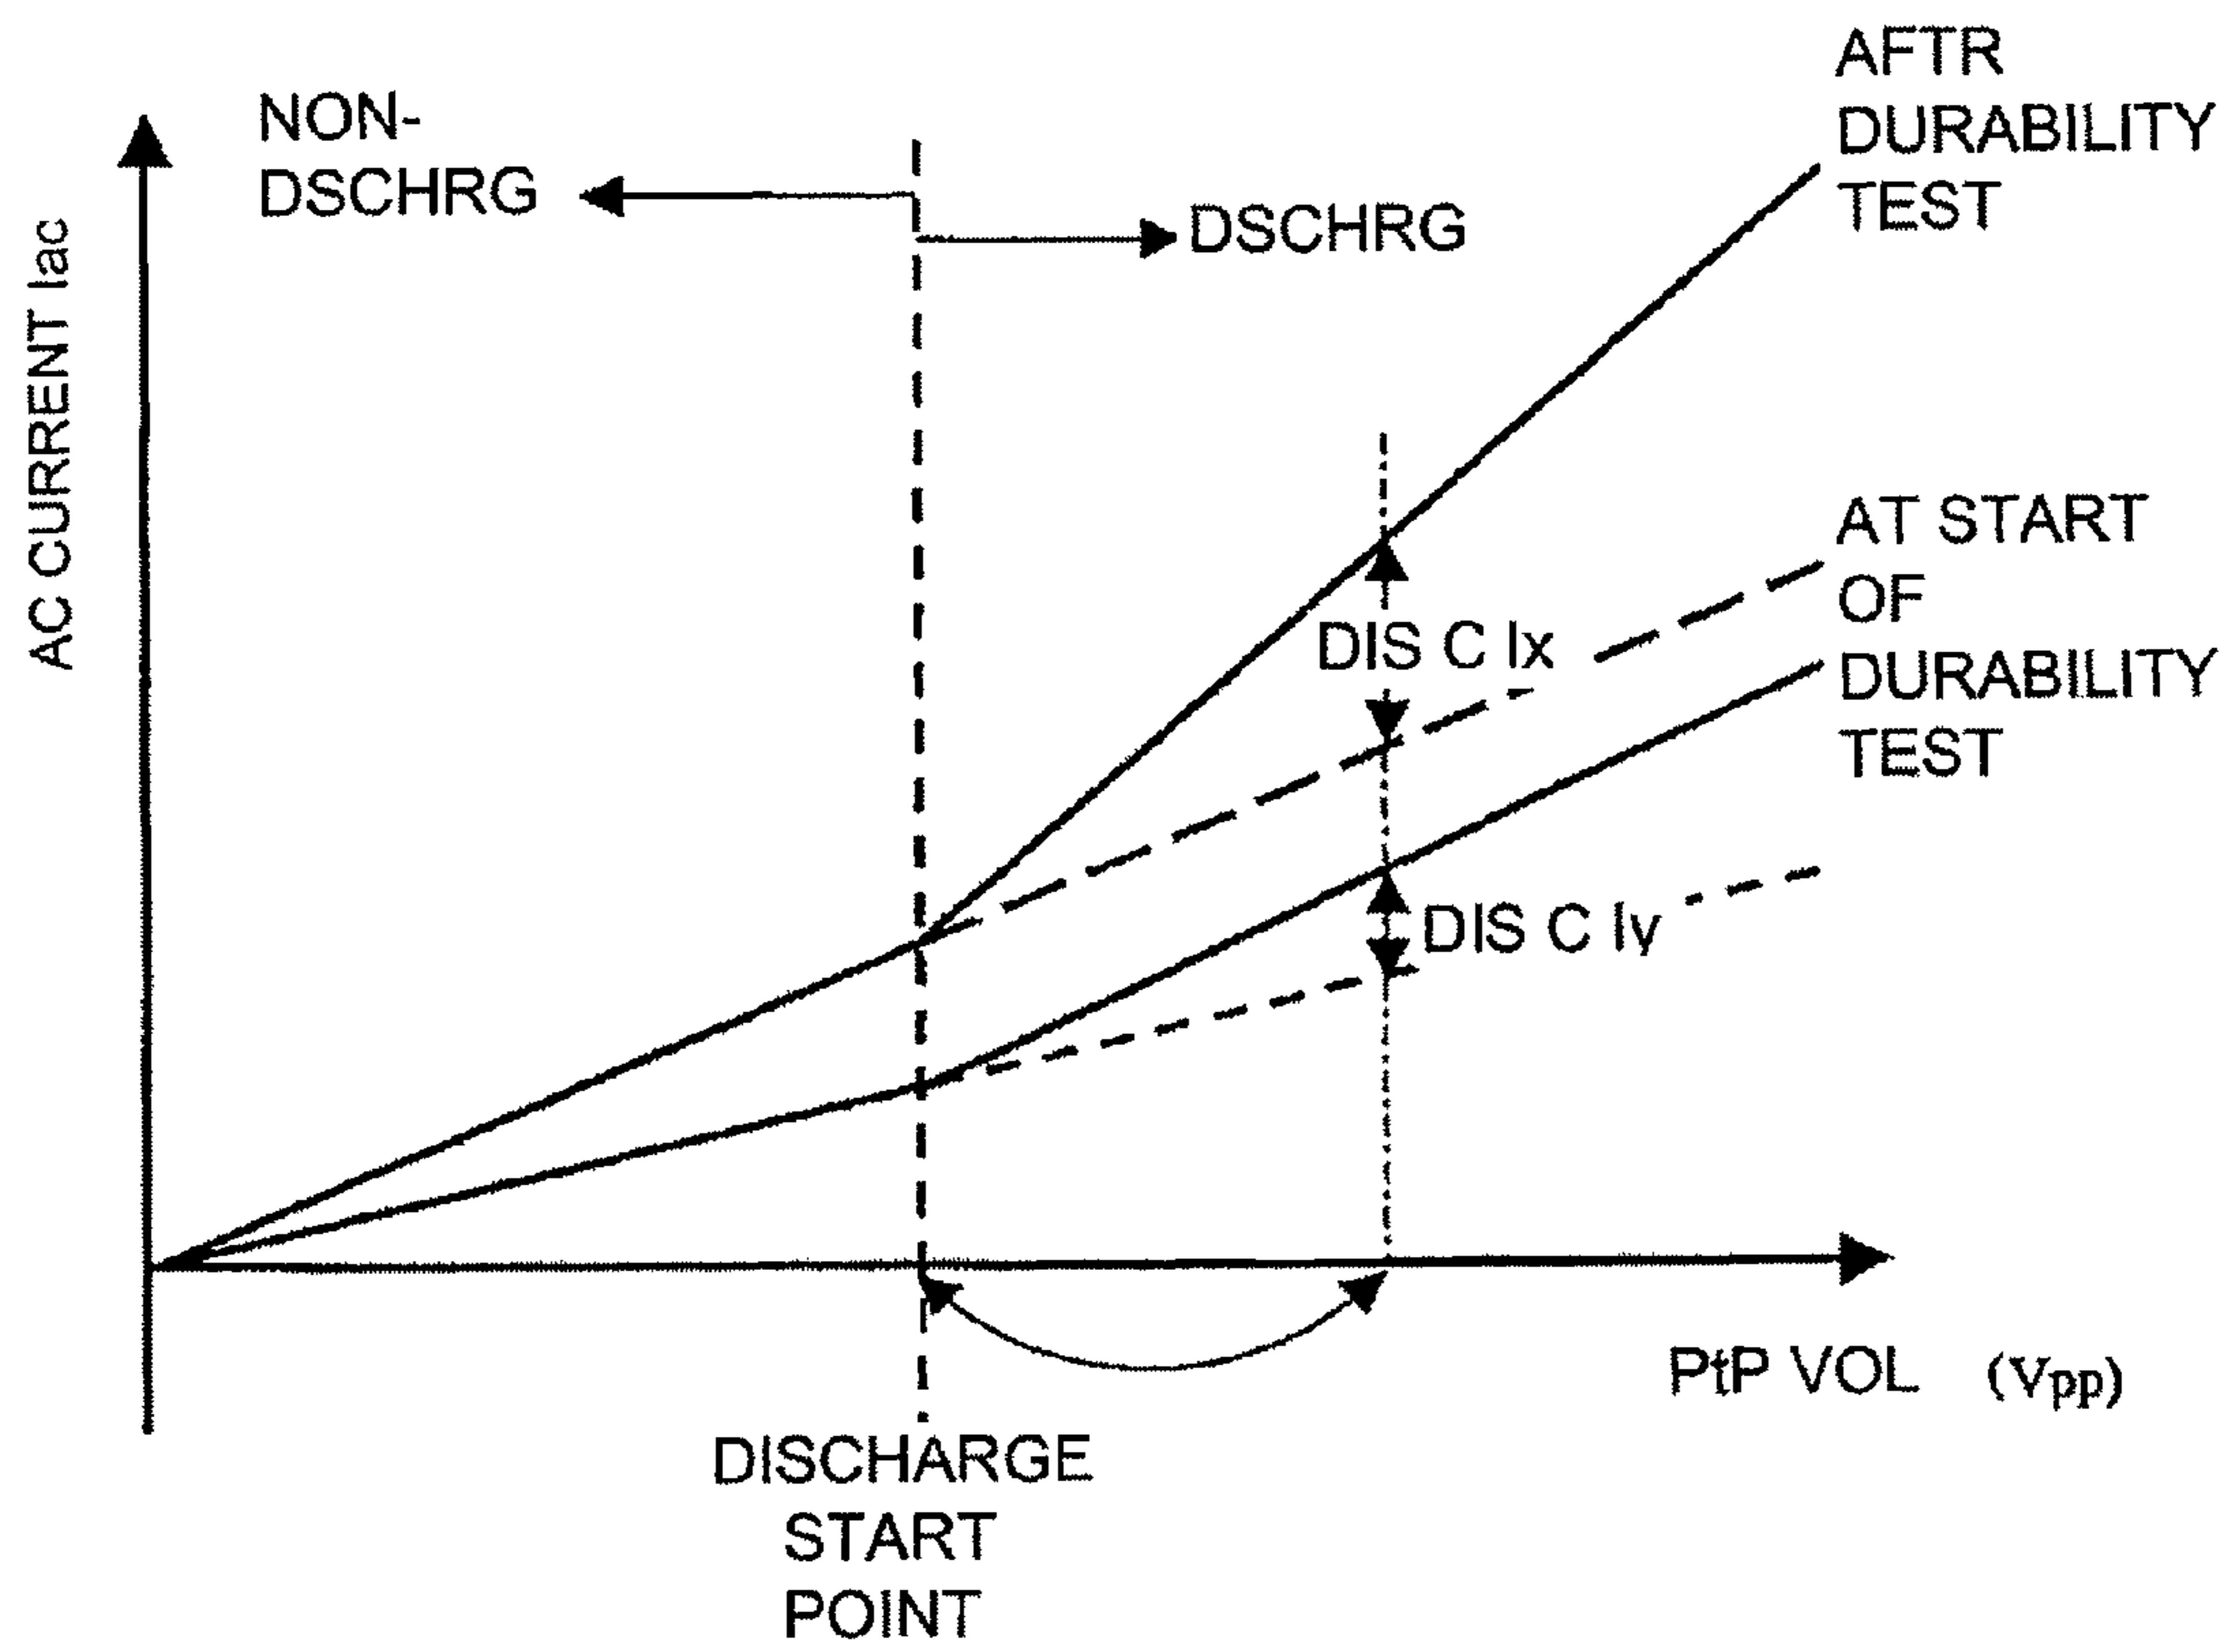 AFTR
DURABILITY
TEST
NON-
DSCHRG
DSCHRG
AC CURRENT Iac
AT START
OF
DURABILITY
TEST
DIS C Ix
DIS C Iy
PtP VOL (Vpp)
DISCHARGE
START
POINT